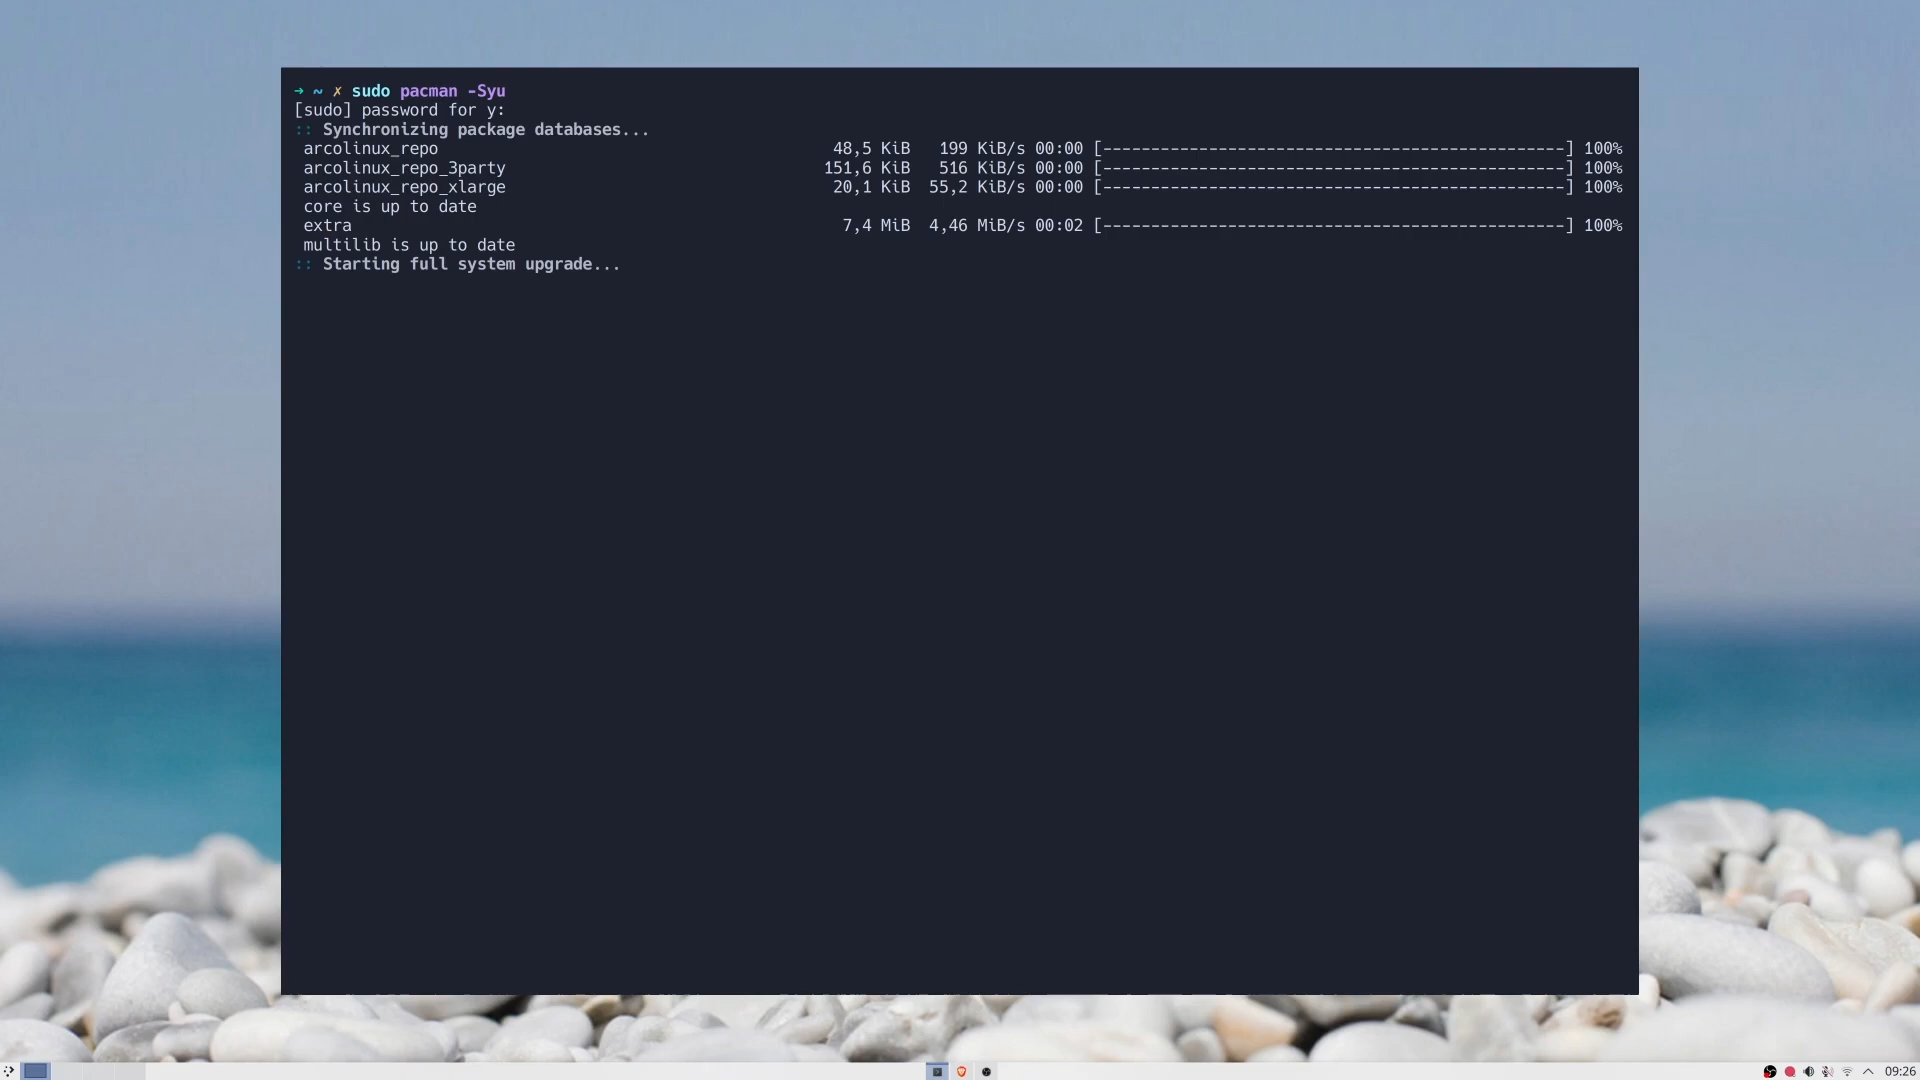 → ~ ✗ sudo pacman -Syu
[sudo] password for y:
:: Synchronizing package databases...
arcolinux_repo 48,5 KiB 199 KiB/s 00:00 [------------------------------------------------] 100%
arcolinux_repo_3party 151,6 KiB 516 KiB/s 00:00 [------------------------------------------------] 100%
arcolinux_repo_xlarge 20,1 KiB 55,2 KiB/s 00:00 [------------------------------------------------] 100%
core is up to date
extra 7,4 MiB 4,46 MiB/s 00:02 [------------------------------------------------] 100%
multilib is up to date
:: Starting full system upgrade...
09:26